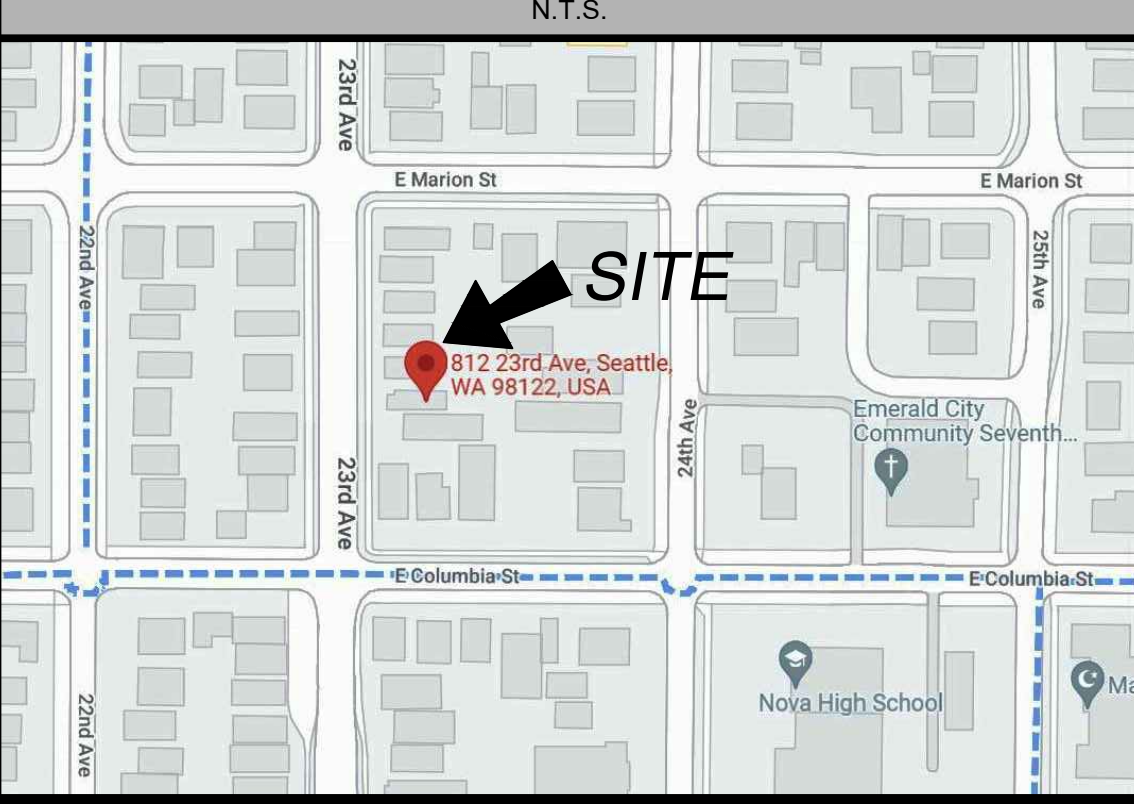 N.T.S.
23rd Ave
E Marion St
E Marion St
22nd Ave
25th Ave
SITE
812 23rd Ave, Seattle,
WA 98122, USA
24th Ave
Emerald City
Community Seventh...
23rd Ave
E Columbia St
E Columbia St
22nd Ave
Nova High School
Ma